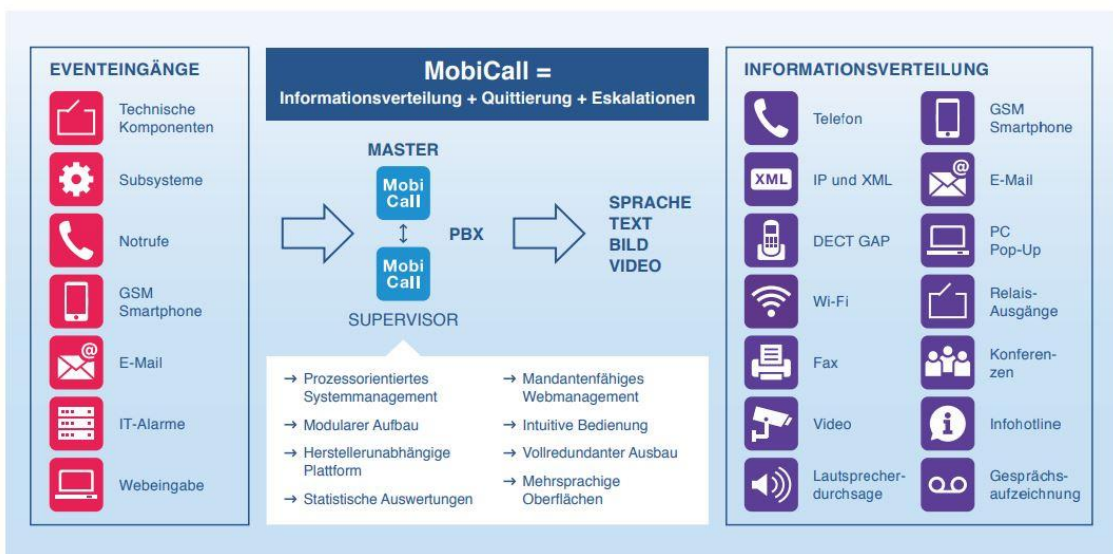 EVENTEINGÄNGE
Technische
Komponenten
Subsysteme
Notrufe
GSM
Smartphone
@
E-Mail
IT-Alarme
Webeingabe
MobiCall =
Informationsverteilung + Quittierung + Eskalationen
MASTER
Mobi
Call
↕
PBX
Mobi
Call
SUPERVISOR
SPRACHE
TEXT
BILD
VIDEO
→ Prozessorientiertes
Systemmanagement
→ Modularer Aufbau
→ Herstellerunabhängige
Plattform
→ Statistische Auswertungen
→ Mandantenfähiges
Webmanagement
→ Intuitive Bedienung
→ Vollredundanter Ausbau
→ Mehrsprachige
Oberflächen
INFORMATIONSVERTEILUNG
Telefon
XML
IP und XML
DECT GAP
Wi-Fi
Fax
Video
Lautsprecher-
durchsage
GSM
Smartphone
@
E-Mail
PC
Pop-Up
Relais-
Ausgänge
Konferen-
zen
i
Infohotline
Gesprächs-
aufzeichnung